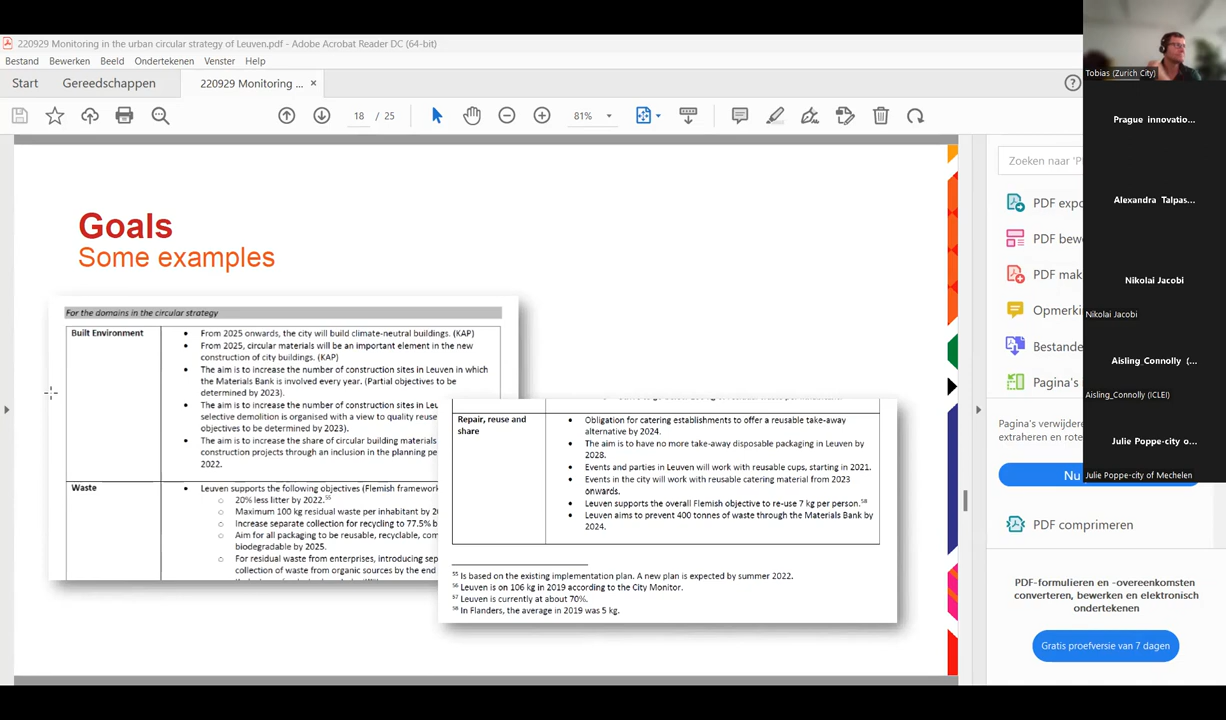 220929 Monitoring in the urban circular strategy of Leuven.pdf - Adobe Acrobat Reader DC (64-bit)
Bestand Bewerken Beeld Ondertekenen Venster Help
Start Gereedschappen 220929 Monitoring ... ×
18 / 25 81%
Goals
Some examples
For the domains in the circular strategy
Built Environment
• From 2025 onwards, the city will build climate-neutral buildings. (KAP)
• From 2025, circular materials will be an important element in the new
construction of city buildings. (KAP)
• The aim is to increase the number of construction sites in Leuven in which
the Materials Bank is involved every year. (Partial objectives to be
determined by 2023).
• The aim is to increase the number of construction sites in Leu
selective demolition is organised with a view to quality reuse
objectives to be determined by 2023).
• The aim is to increase the share of circular building materials
construction projects through an inclusion in the planning pe
2022.
Waste
• Leuven supports the following objectives (Flemish framework
○ 20% less litter by 2022.⁵⁵
○ Maximum 100 kg residual waste per inhabitant by 20
○ Increase separate collection for recycling to 77.5% b
○ Aim for all packaging to be reusable, recyclable, com
biodegradable by 2025.
○ For residual waste from enterprises, introducing sep
collection of waste from organic sources by the end
Repair, reuse and
share
• Obligation for catering establishments to offer a reusable take-away
alternative by 2024.
• The aim is to have no more take-away disposable packaging in Leuven by
2028.
• Events and parties in Leuven will work with reusable cups, starting in 2021.
• Events in the city will work with reusable catering material from 2023
onwards.
• Leuven supports the overall Flemish objective to re-use 7 kg per person.⁵⁸
• Leuven aims to prevent 400 tonnes of waste through the Materials Bank by
2024.
⁵⁵ Is based on the existing implementation plan. A new plan is expected by summer 2022.
⁵⁶ Leuven is on 106 kg in 2019 according to the City Monitor.
⁵⁷ Leuven is currently at about 70%.
⁵⁸ In Flanders, the average in 2019 was 5 kg.
Zoeken naar 'P
PDF expo
PDF bew
PDF mak
Opmerki
Bestande
Pagina's
Pagina's verwijdere
extraheren en rote
Nu
PDF comprimeren
PDF-formulieren en -overeenkomsten
converteren, bewerken en elektronisch
ondertekenen
Gratis proefversie van 7 dagen
Tobias (Zurich City)
Prague innovatio...
Alexandra Talpas...
Nikolai Jacobi
Nikolai Jacobi
Aisling_Connolly (...
Aisling_Connolly (ICLEI)
Julie Poppe-city o...
Julie Poppe-city of Mechelen